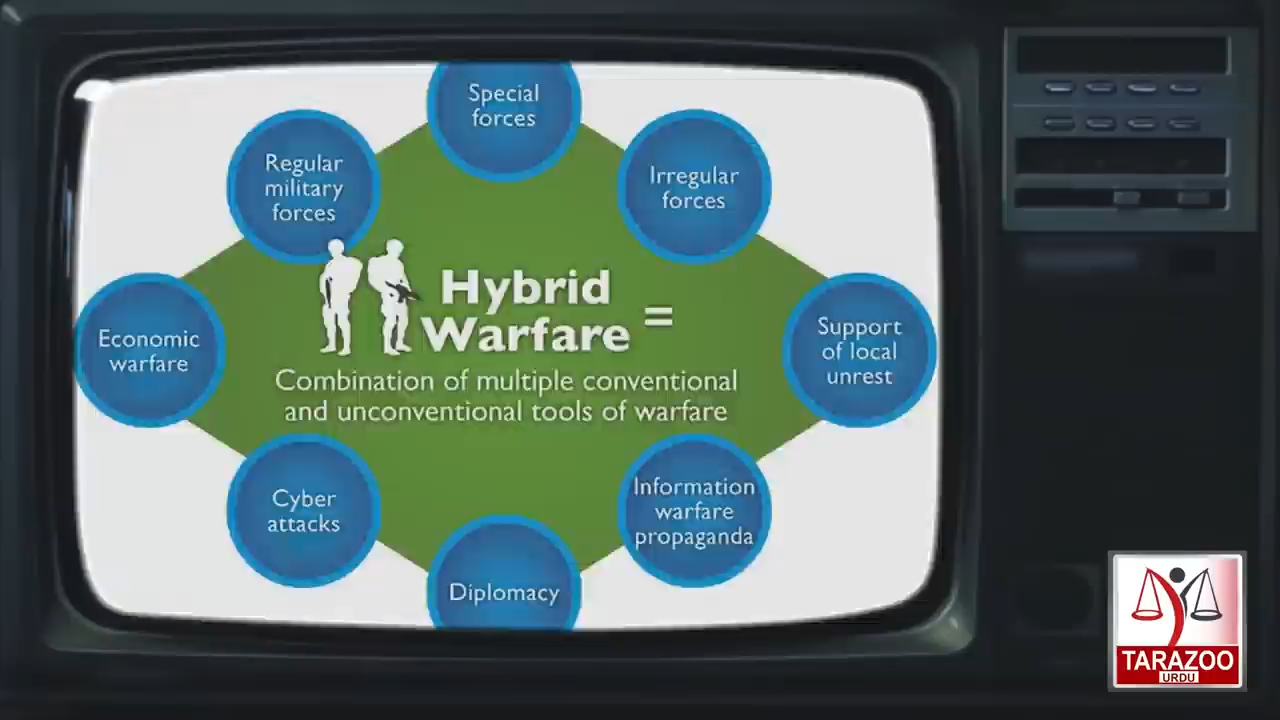 Special
forces
Regular
military
forces
Irregular
forces
Hybrid
Warfare =
Combination of multiple conventional
and unconventional tools of warfare
Economic
warfare
Support
of local
unrest
Cyber
attacks
Information
warfare
propaganda
Diplomacy
TARAZOO
URDU